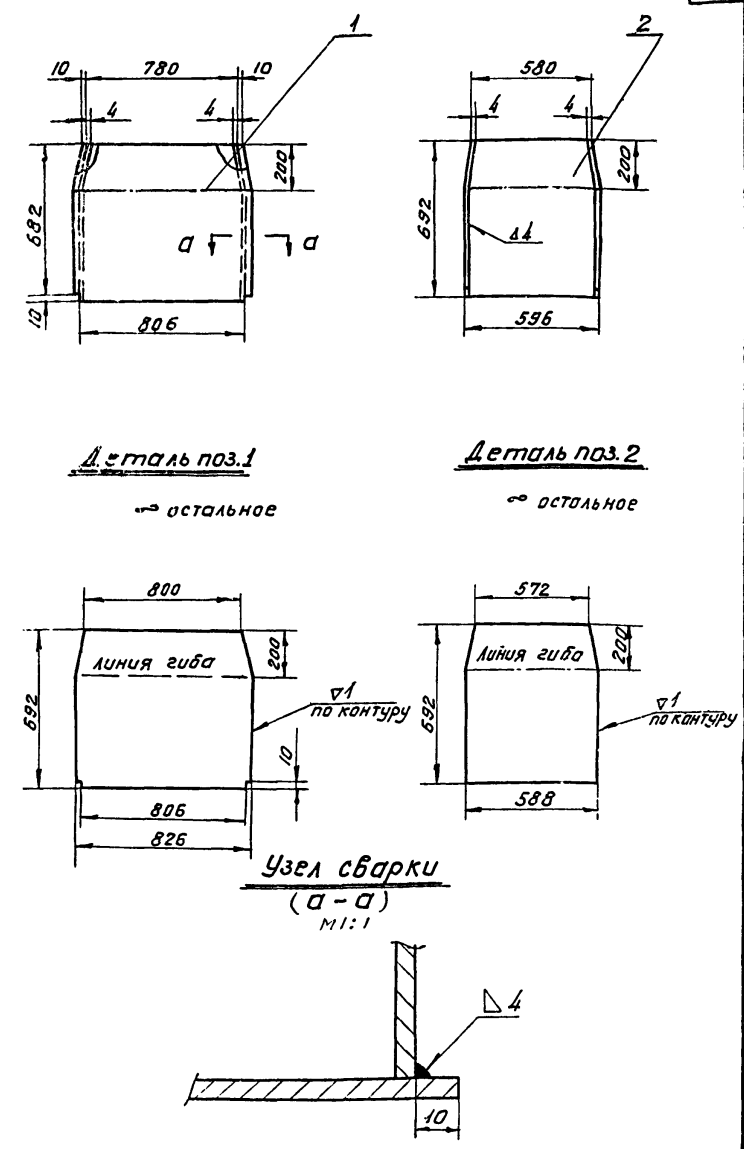 1
2
10 780 10
580
4 4
4 4
200
200
682
692
а а
△4
10
806
596
Деталь поз.1
Деталь поз.2
∾ остальное
∾ остальное
800
572
200
200
линия гиба
линия гиба
692
692
▽1
по контуру
▽1
по контуру
10
806
588
826
Узел сварки
(а-а)
М1:1
◺ 4
10